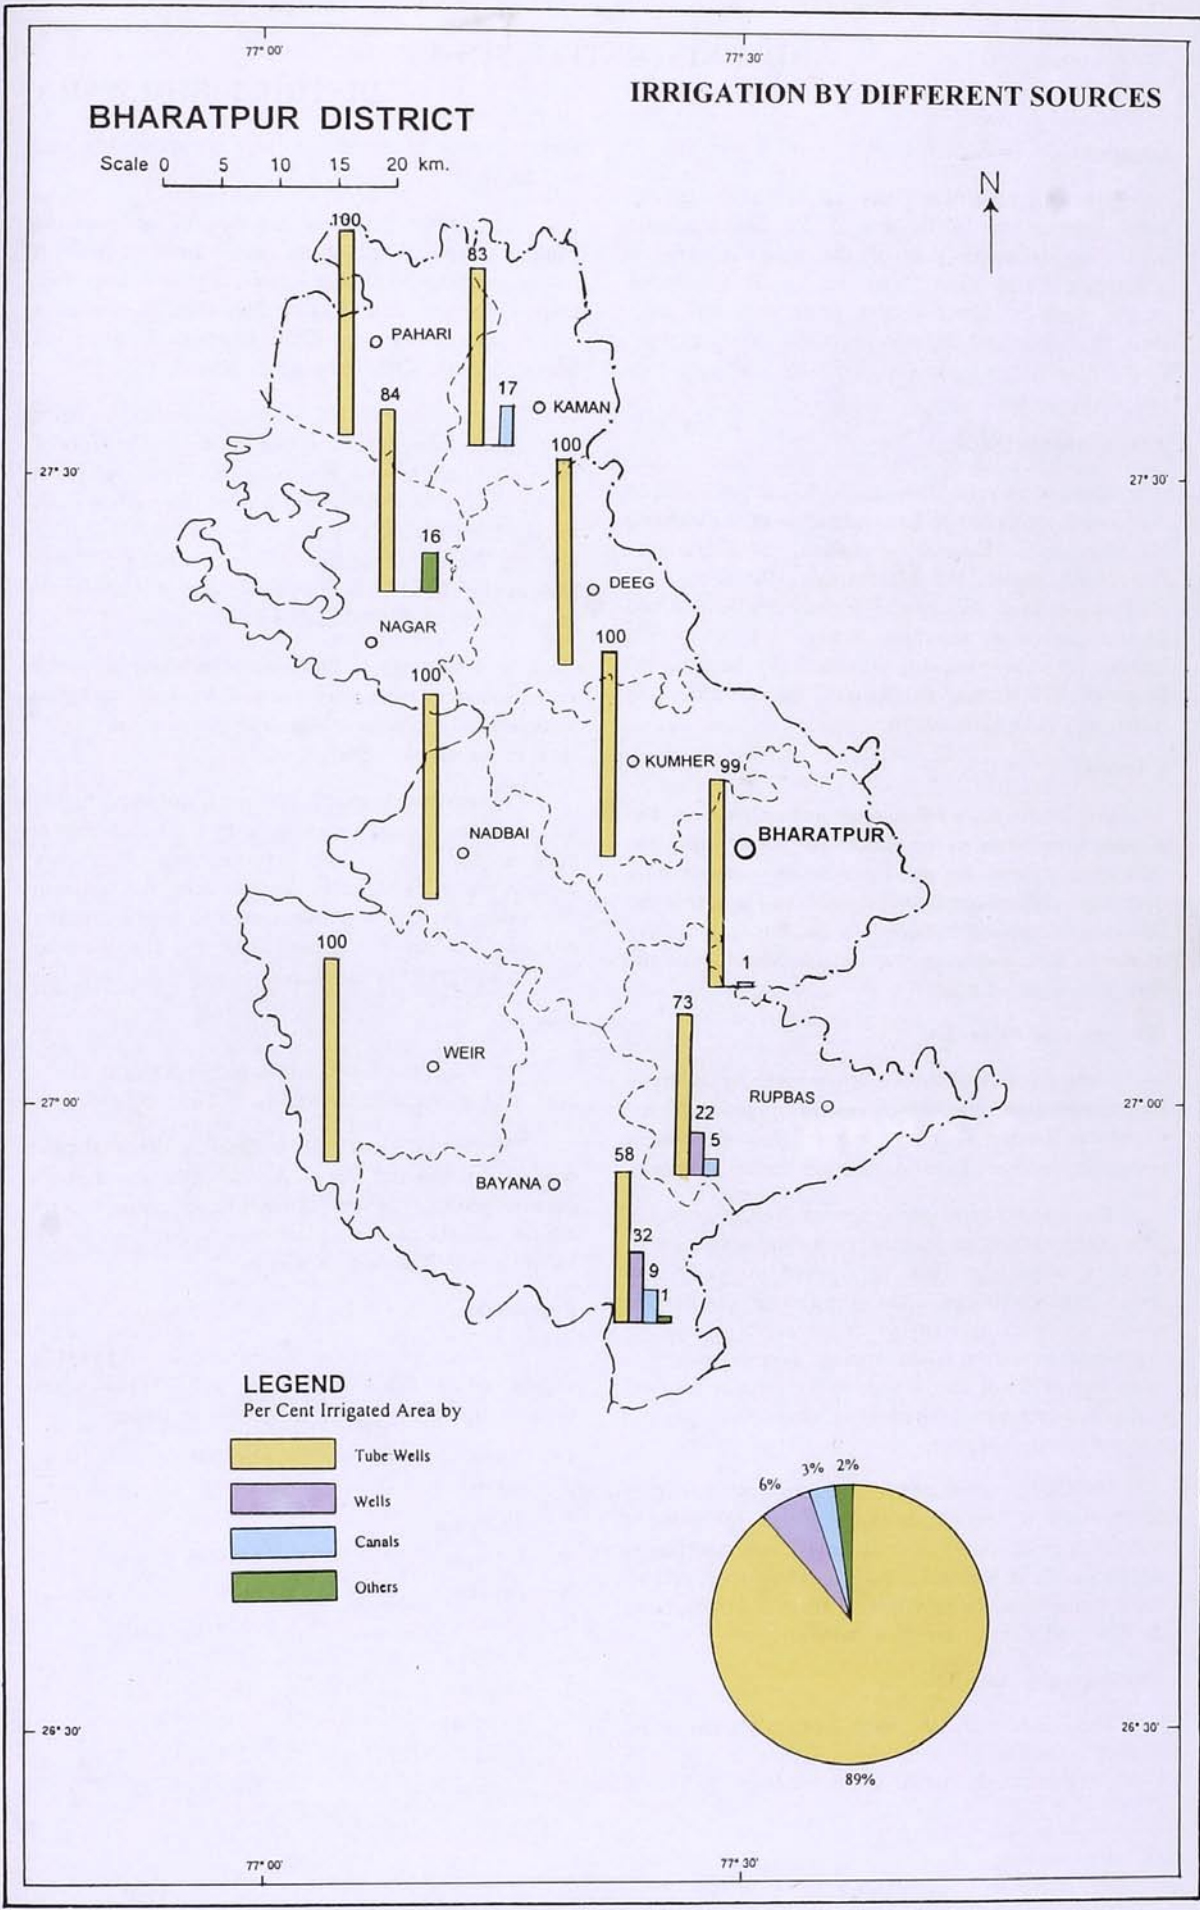 77° 00'
77° 30'
IRRIGATION BY DIFFERENT SOURCES
BHARATPUR DISTRICT
Scale 0 5 10 15 20 km.
N
100
83
PAHARI
84
17
KAMAN
100
27° 30'
27° 30'
16
DEEG
NAGAR
100
100
KUMHER
99
NADBAI
BHARATPUR
100
1
73
WEIR
RUPBAS
27° 00'
27° 00'
22
5
58
BAYANA
32
9
1
LEGEND
Per Cent Irrigated Area by
Tube Wells
Wells
Canals
Others
6%
3%
2%
89%
26° 30'
26° 30'
77° 00'
77° 30'